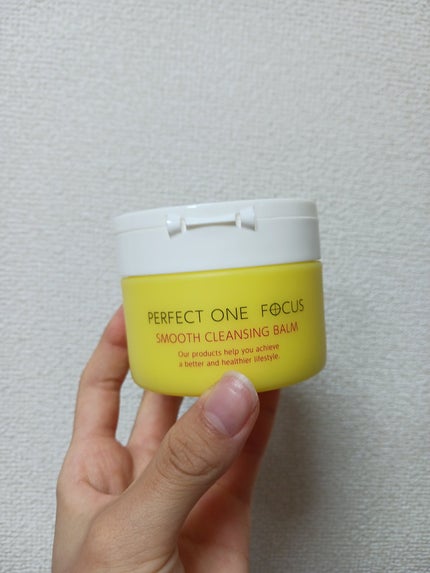 PERFECT ONE FOCUS
SMOOTH CLEANSING BALM
Our products help you achieve
a better and healthier lifestyle.